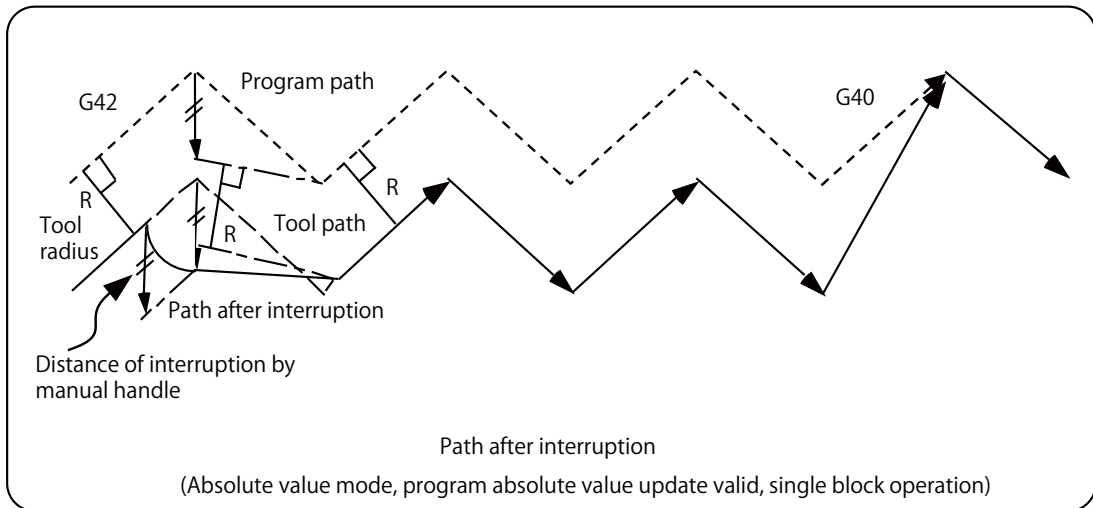 Program path
G42
G40
R
R
R
Tool
radius
Tool path
Path after interruption
Distance of interruption by
manual handle
Path after interruption
(Absolute value mode, program absolute value update valid, single block operation)